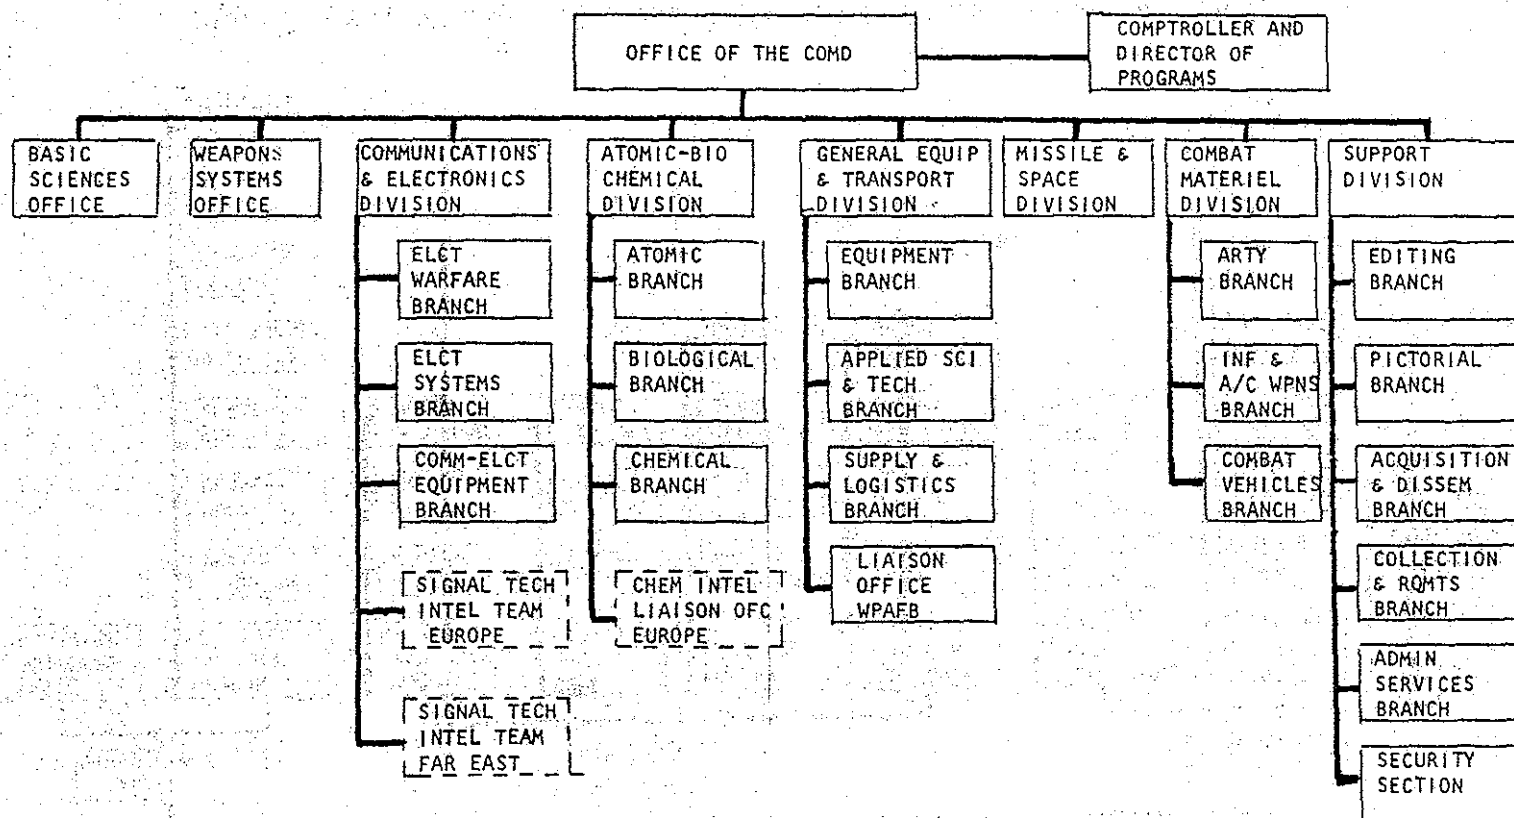 OFFICE OF THE COMD
COMPTROLLER AND
DIRECTOR OF
PROGRAMS
BASIC
SCIENCES
OFFICE
WEAPONS
SYSTEMS
OFFICE
COMMUNICATIONS
& ELECTRONICS
DIVISION
ATOMIC-BIO
CHEMICAL
DIVISION
GENERAL EQUIP
& TRANSPORT
DIVISION
MISSILE &
SPACE
DIVISION
COMBAT
MATERIEL
DIVISION
SUPPORT
DIVISION
ELCT
WARFARE
BRANCH
ELCT
SYSTEMS
BRANCH
COMM-ELCT
EQUIPMENT
BRANCH
SIGNAL TECH
INTEL TEAM
EUROPE
SIGNAL TECH
INTEL TEAM
FAR EAST
ATOMIC
BRANCH
BIOLOGICAL
BRANCH
CHEMICAL
BRANCH
CHEM INTEL
LIAISON OFC
EUROPE
EQUIPMENT
BRANCH
APPLIED SCI
& TECH
BRANCH
SUPPLY &
LOGISTICS
BRANCH
LIAISON
OFFICE
WPAFB
ARTY
BRANCH
INF &
A/C WPNS
BRANCH
COMBAT
VEHICLES
BRANCH
EDITING
BRANCH
PICTORIAL
BRANCH
ACQUISITION
& DISSEM
BRANCH
COLLECTION
& RQMTS
BRANCH
ADMIN
SERVICES
BRANCH
SECURITY
SECTION